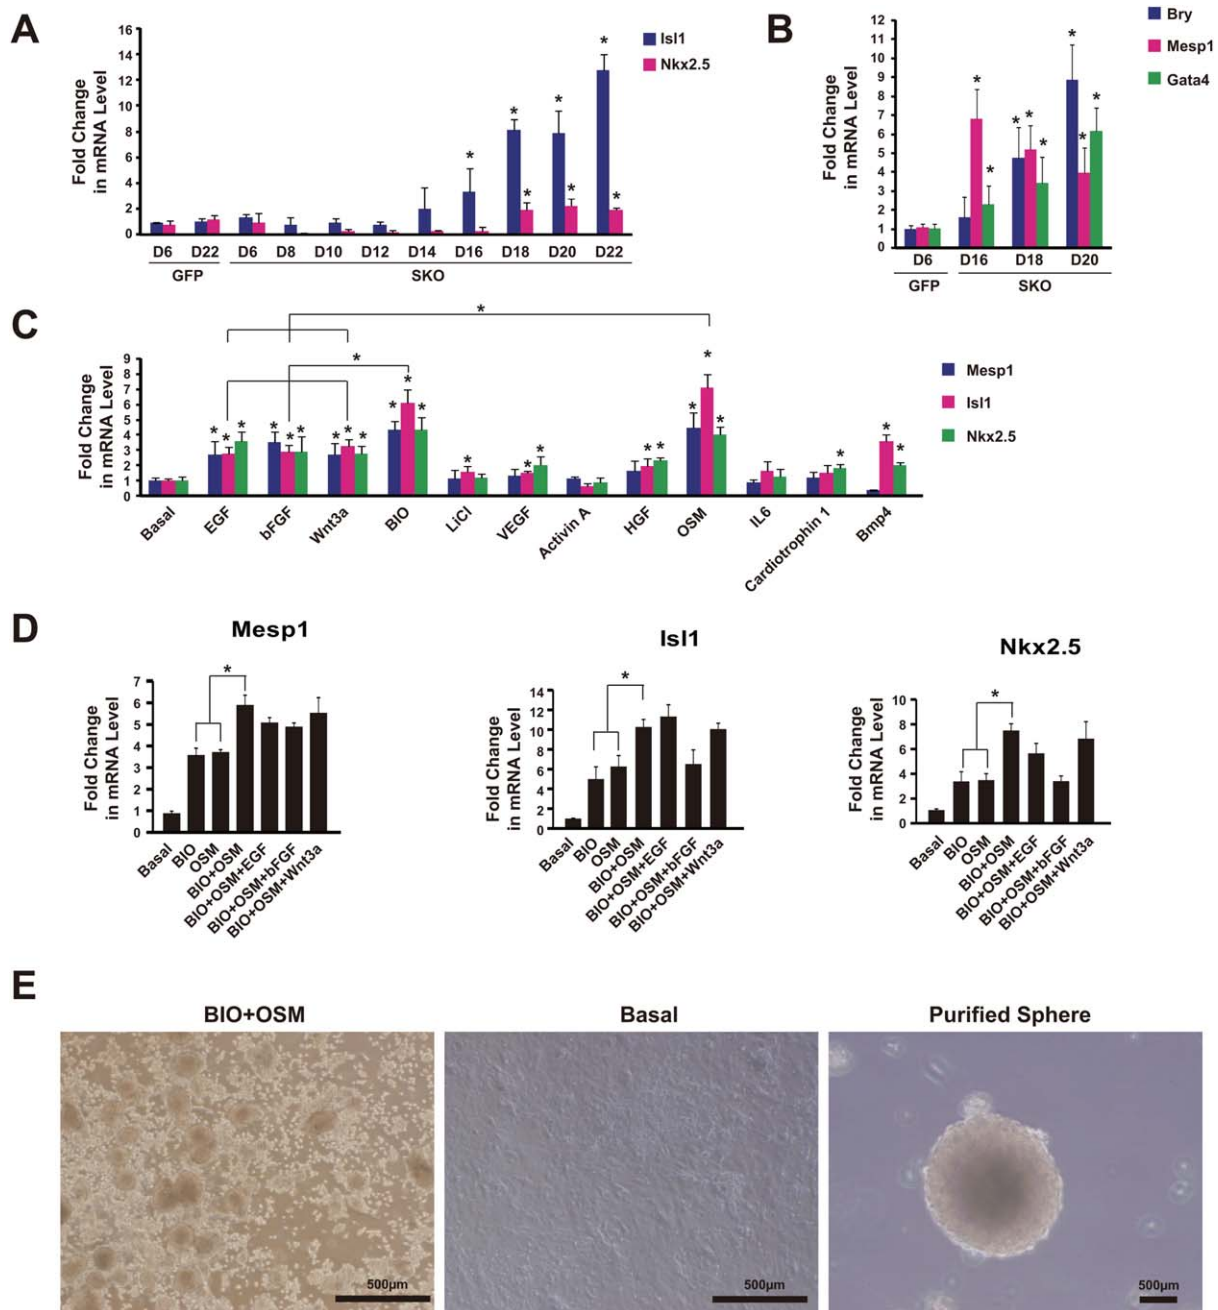 A
Fold Change
in mRNA Level
16
14
12
10
8
6
4
2
0
* * * *
* * *
Isl1
Nkx2.5
D6 D22 D6 D8 D10 D12 D14 D16 D18 D20 D22
GFP SKO
B
Fold Change
in mRNA Level
12
11
10
9
8
7
6
5
4
3
2
1
0
* * * * * * * *
Bry
Mesp1
Gata4
D6 D16 D18 D20
GFP SKO
C
*
*
Fold Change
in mRNA Level
9
8
7
6
5
4
3
2
1
0
* * * * * * * * * * * * * * * * * * * * * * * *
Mesp1
Isl1
Nkx2.5
Basal EGF bFGF Wnt3a BIO LiCl VEGF Activin A HGF OSM IL6 Cardiotrophin 1 Bmp4
D
Mesp1
*
Fold Change
in mRNA Level
7
6
5
4
3
2
1
0
Basal BIO OSM BIO+OSM BIO+OSM+EGF BIO+OSM+bFGF BIO+OSM+Wnt3a
Isl1
*
Fold Change
in mRNA Level
14
12
10
8
6
4
2
0
Basal BIO OSM BIO+OSM BIO+OSM+EGF BIO+OSM+bFGF BIO+OSM+Wnt3a
Nkx2.5
*
Fold Change
in mRNA Level
10
8
6
4
2
0
Basal BIO OSM BIO+OSM BIO+OSM+EGF BIO+OSM+bFGF BIO+OSM+Wnt3a
E
BIO+OSM Basal Purified Sphere
500µm 500µm 500µm